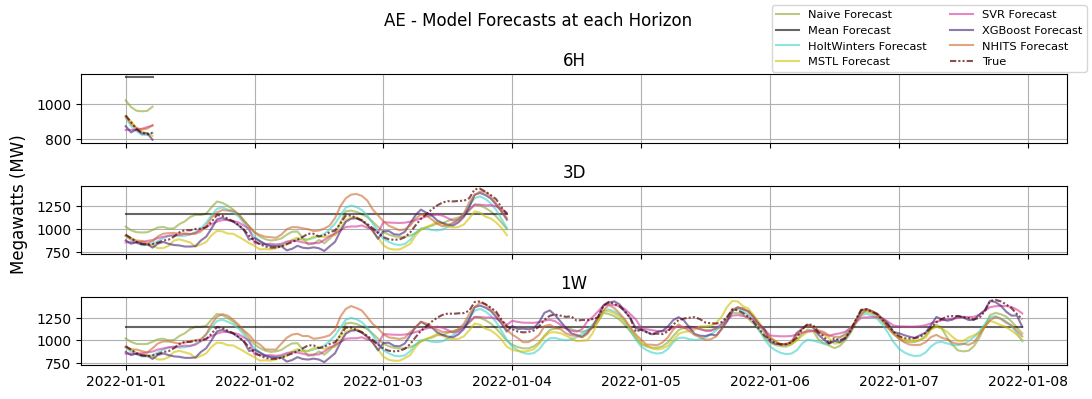 AE - Model Forecasts at each Horizon
Naive Forecast
Mean Forecast
HoltWinters Forecast
MSTL Forecast
SVR Forecast
XGBoost Forecast
NHITS Forecast
True
6H
1000
800
3D
1250
1000
750
Megawatts (MW)
1W
1250
1000
750
2022-01-01 2022-01-02 2022-01-03 2022-01-04 2022-01-05 2022-01-06 2022-01-07 2022-01-08